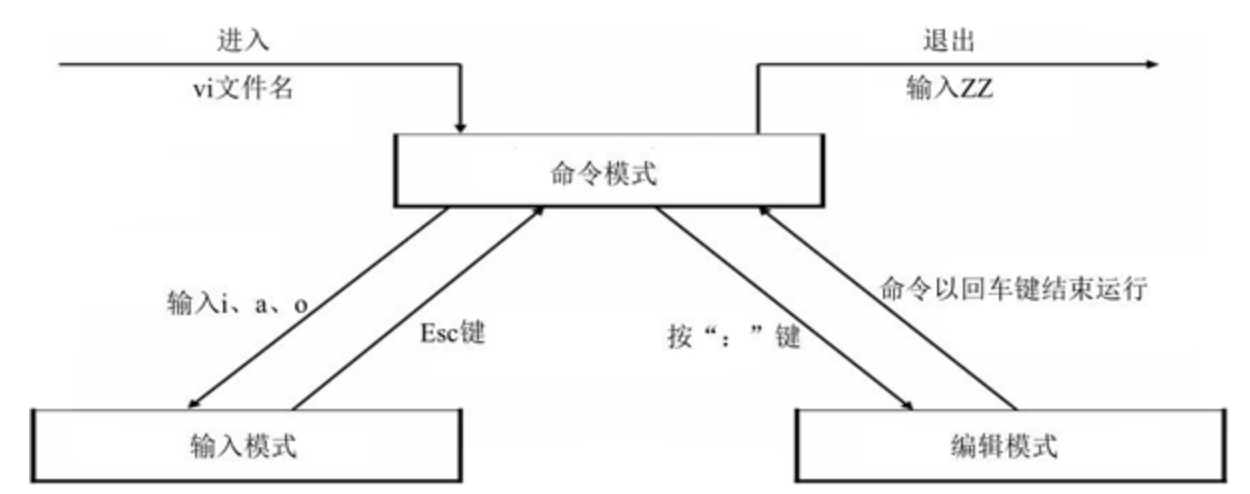 进入
vi文件名
退出
输入ZZ
命令模式
输入i、a、o
Esc键
按“：”键
命令以回车键结束运行
输入模式
编辑模式